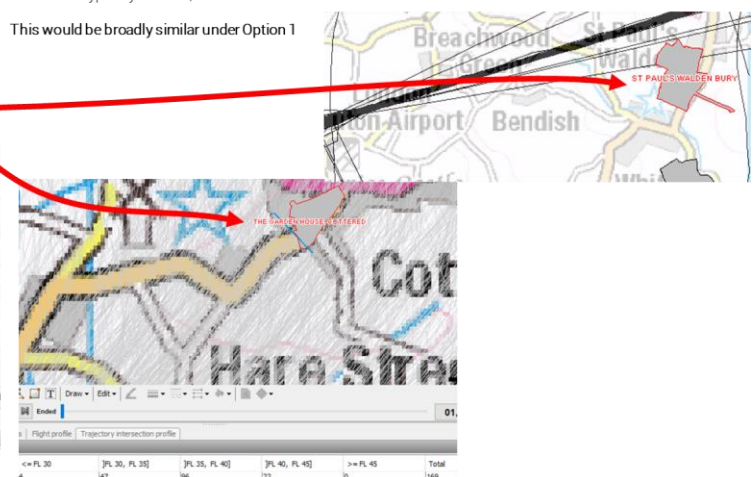 This would be broadly similar under Option 1
Breachwood
Green
St Paul's
Wald
ST PAUL'S WALDEN BURY
Airport
Bendish
THE GARDEN HOUSE COTTERED
Cot
Hare Stree
T Draw Edit
Ended
01,
Flight profile Trajectory intersection profile
<= FL 30 ]FL 30, FL 35] ]FL 35, FL 40] ]FL 40, FL 45] >= FL 45 Total